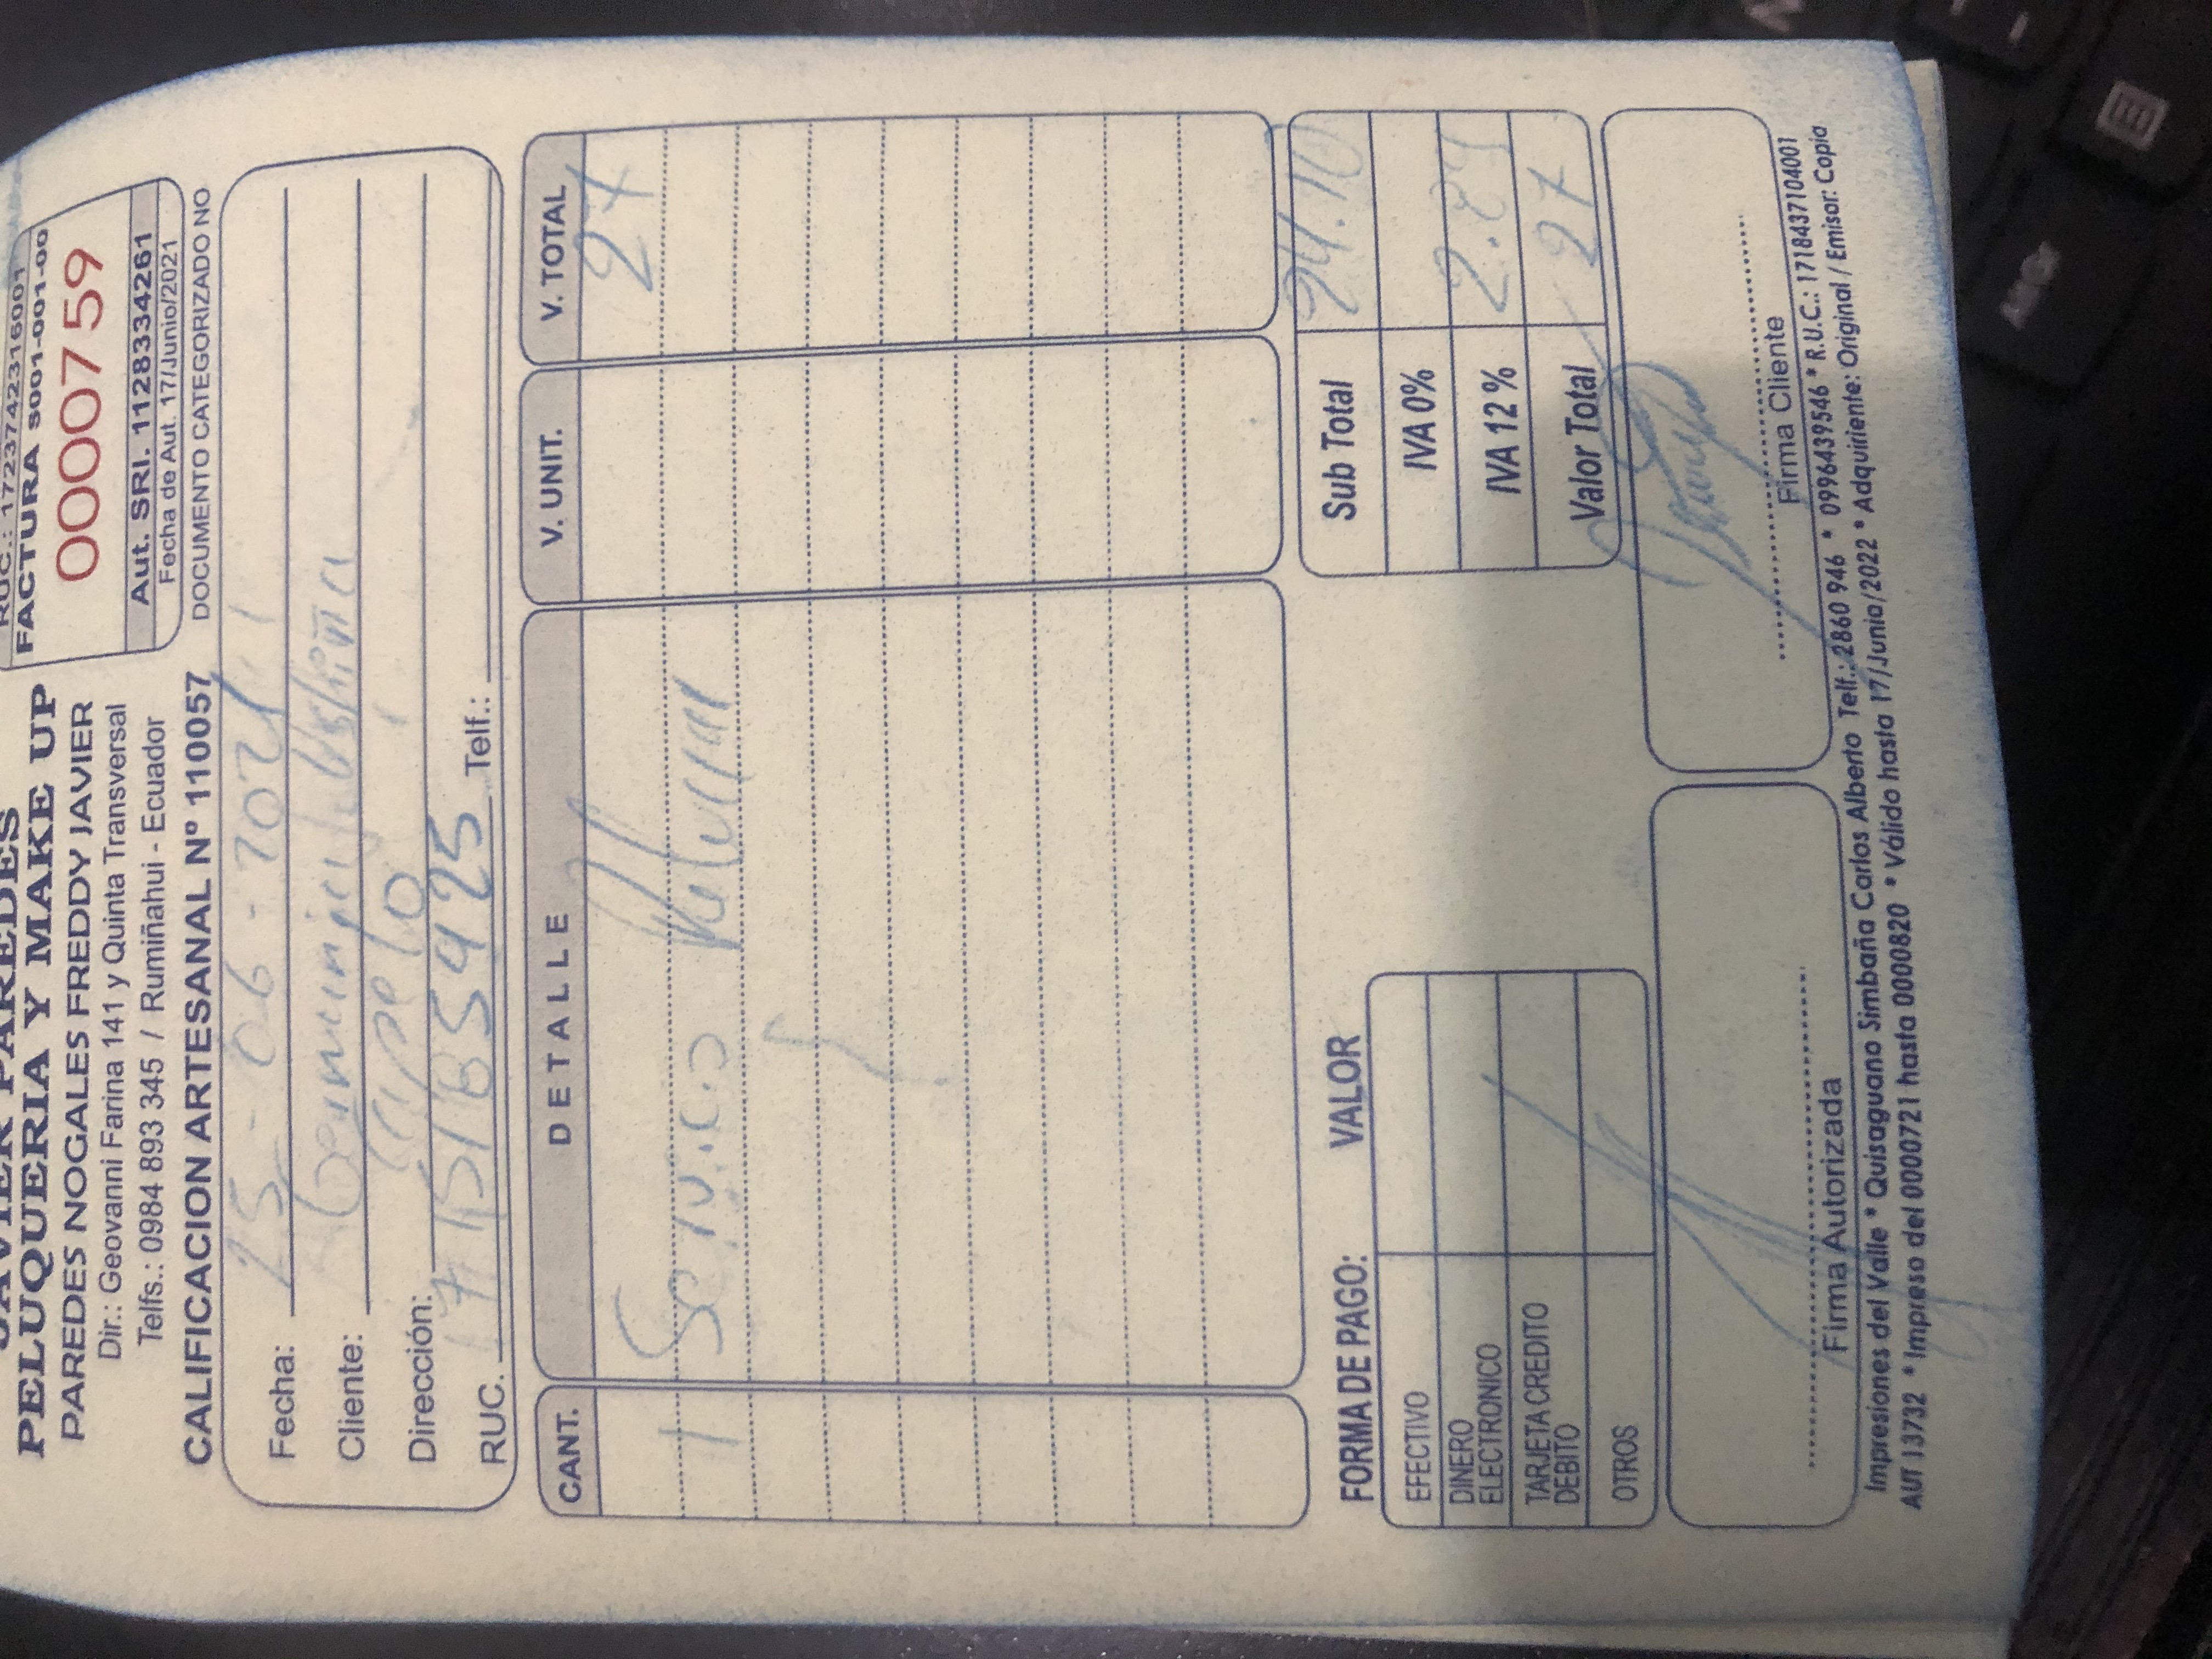 JAVIER PAREDES
PELUQUERIA Y MAKE UP
PAREDES NOGALES FREDDY JAVIER
Dir.: Geovanni Farina 141 y Quinta Transversal
Telfs.: 0984 893 345 / Rumiñahui - Ecuador
CALIFICACION ARTESANAL Nº 110057
RUC.: 1723742316001
FACTURA S001-001-00
0000759
Aut. SRI. 1128334261
Fecha de Aut. 17/Junio/2021
DOCUMENTO CATEGORIZADO NO
Fecha: 25-06-2021
Cliente:
Dirección:
RUC. 1715165925 Telf.:
CANT. DETALLE V. UNIT. V. TOTAL
27
1 Servicio
Sub Total 24.10
IVA 0%
IVA 12 % 2.89
Valor Total 27
FORMA DE PAGO: VALOR
EFECTIVO
DINERO
ELECTRONICO
TARJETA CREDITO
DEBITO
OTROS
Firma Autorizada
Firma Cliente
Impresiones del Valle * Quisaguano Simbaña Carlos Alberto Telf.: 2860 946 * 0996439546 * R.U.C.: 1718437104001
AUT 13732 * Impreso del 0000721 hasta 0000820 * Válido hasta 17/Junio/2022 * Adquiriente: Original / Emisor: Copia